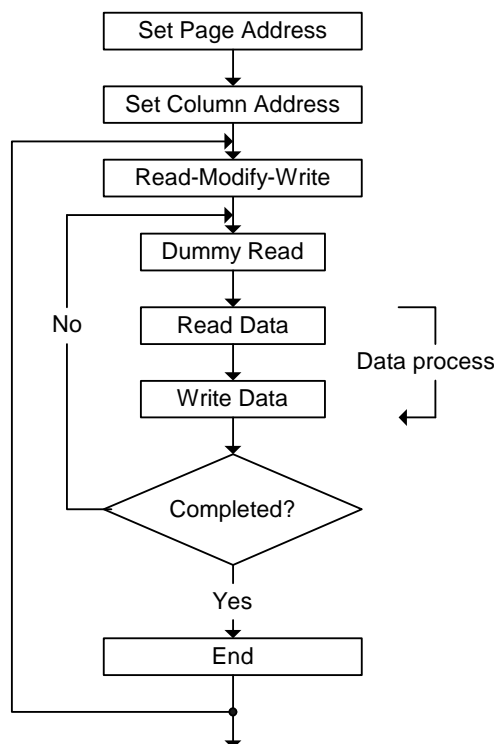 Set Page Address
Set Column Address
Read-Modify-Write
Dummy Read
No
Read Data
Data process
Write Data
Completed?
Yes
End